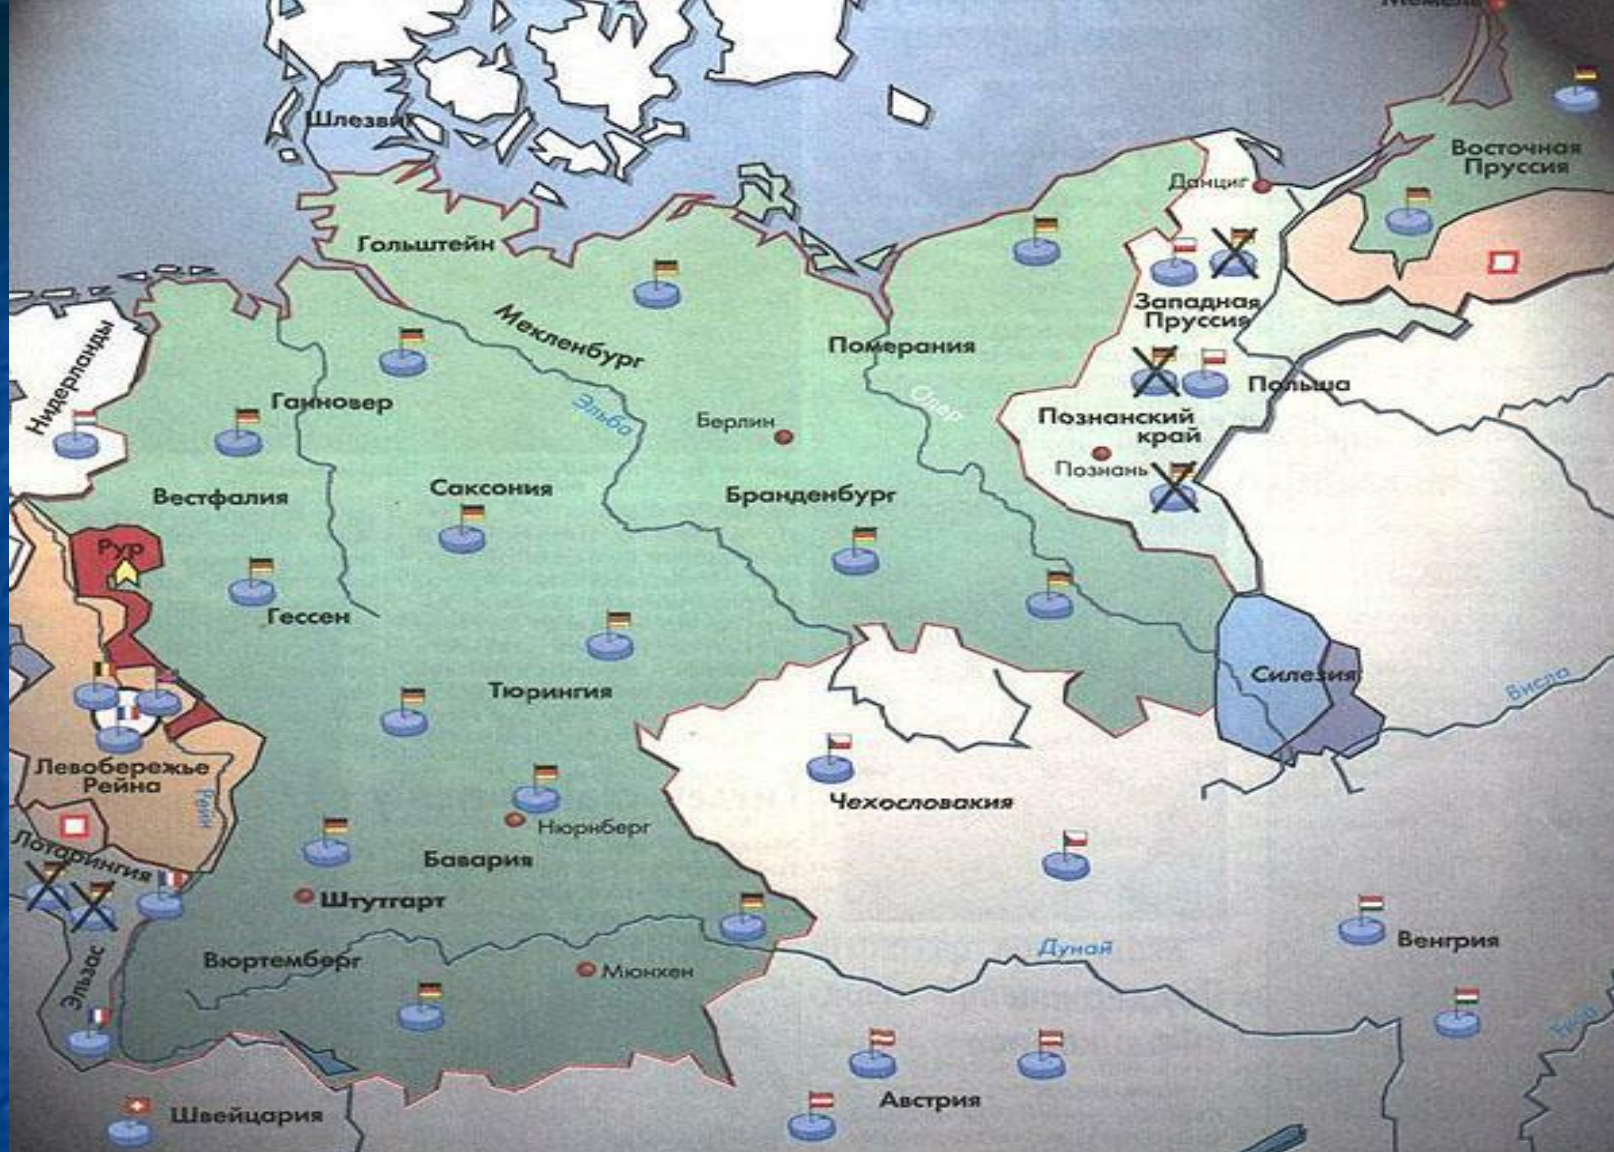 Мемель
Шлезвиг
Восточная
Пруссия
Данциг
Гольштейн
Западная
Пруссия
Мекленбург
Померания
Нидерланды
Ганновер
Эльба
Берлин
Одер
Польша
Познанский
край
Познань
Вестфалия
Саксония
Бранденбург
Рур
Гессен
Силезия
Висла
Тюрингия
Левобережье
Рейна
Рейн
Чехословакия
Нюрнберг
Лотарингия
Бавария
Штутгарт
Дунай
Венгрия
Эльзас
Вюртемберг
Мюнхен
Австрия
Швейцария